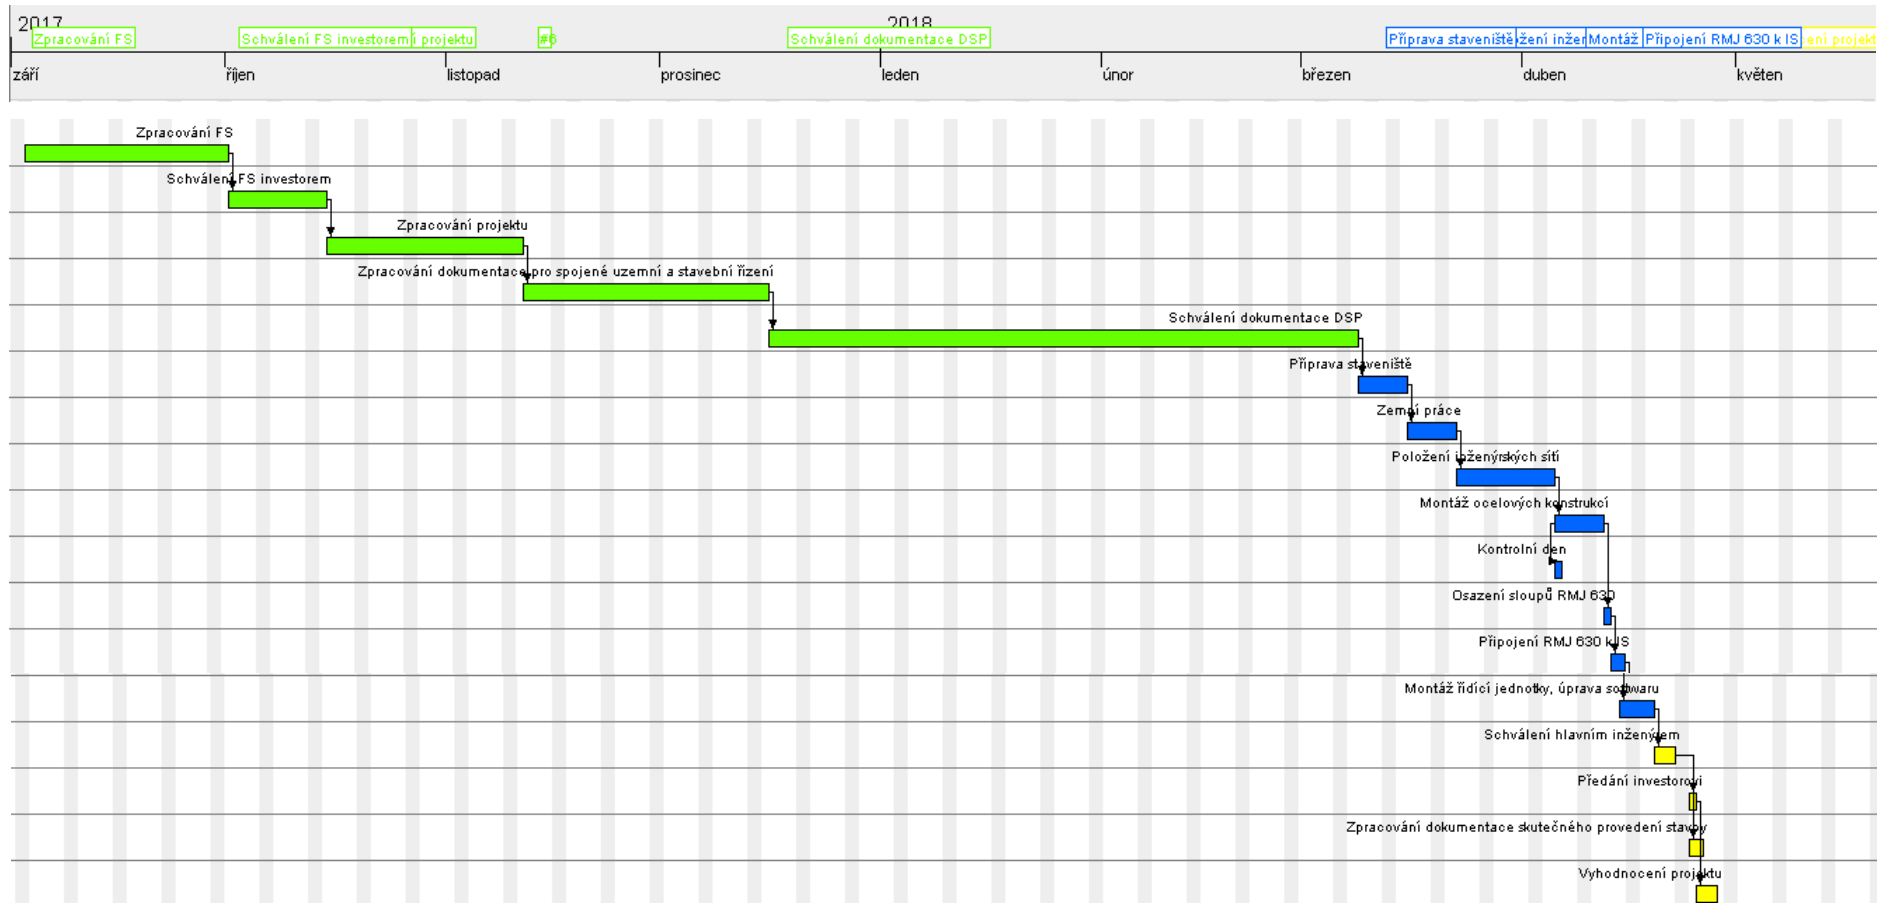 2017 2018
Zpracování FS Schválení FS investorem í projektu #6 Schválení dokumentace DSP Příprava staveniště žení inžer Montáž Připojení RMJ 630 k IS ení projekt
září říjen listopad prosinec leden únor březen duben květen
Zpracování FS
Schválení FS investorem
Zpracování projektu
Zpracování dokumentace pro spojené uzemní a stavební řízení
Schválení dokumentace DSP
Příprava staveniště
Zemní práce
Položení inženýrských sítí
Montáž ocelových konstrukcí
Kontrolní den
Osazení sloupů RMJ 630
Připojení RMJ 630 k IS
Montáž řídící jednotky, úprava softwaru
Schválení hlavním inženýrem
Předání investorovi
Zpracování dokumentace skutečného provedení stavby
Vyhodnocení projektu